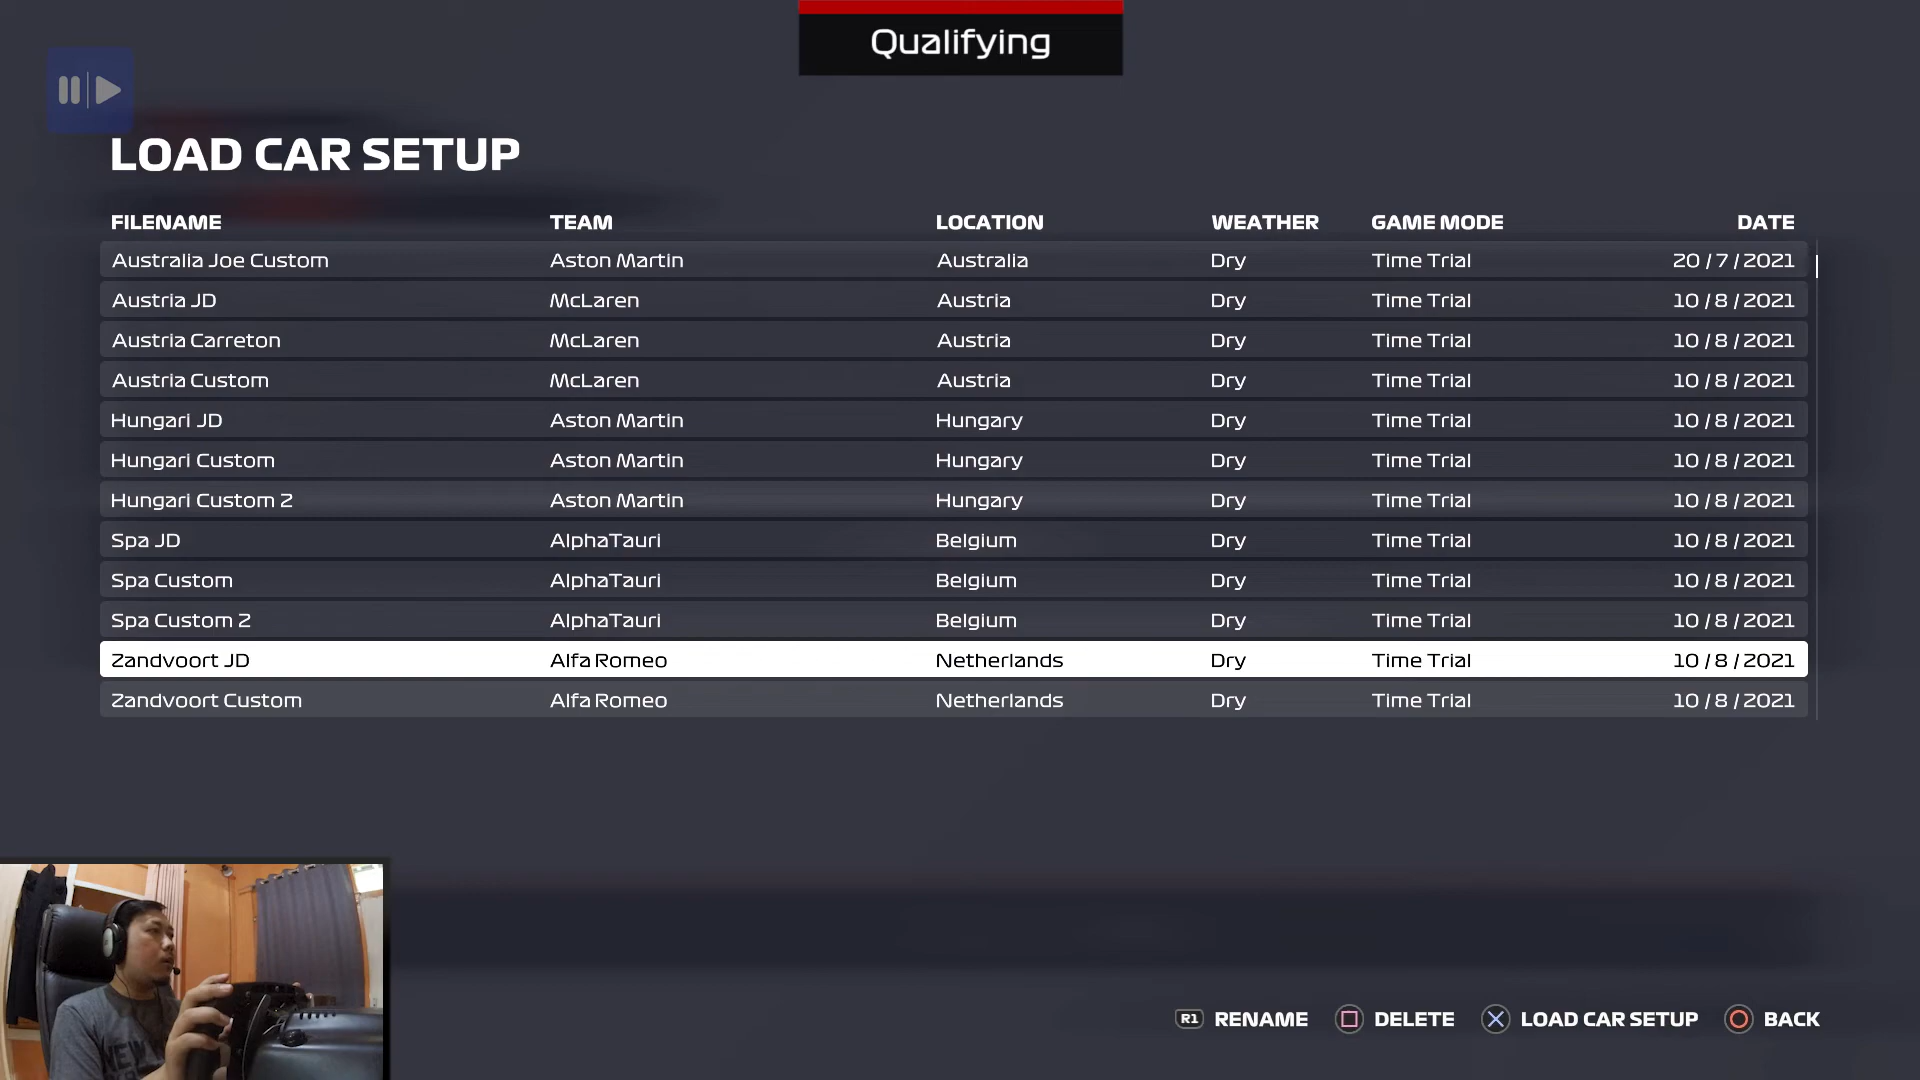 Qualifying
LOAD CAR SETUP
FILENAME TEAM LOCATION WEATHER GAME MODE DATE
Australia Joe Custom Aston Martin Australia Dry Time Trial 20 / 7 / 2021
Austria JD McLaren Austria Dry Time Trial 10 / 8 / 2021
Austria Carreton McLaren Austria Dry Time Trial 10 / 8 / 2021
Austria Custom McLaren Austria Dry Time Trial 10 / 8 / 2021
Hungari JD Aston Martin Hungary Dry Time Trial 10 / 8 / 2021
Hungari Custom Aston Martin Hungary Dry Time Trial 10 / 8 / 2021
Hungari Custom 2 Aston Martin Hungary Dry Time Trial 10 / 8 / 2021
Spa JD AlphaTauri Belgium Dry Time Trial 10 / 8 / 2021
Spa Custom AlphaTauri Belgium Dry Time Trial 10 / 8 / 2021
Spa Custom 2 AlphaTauri Belgium Dry Time Trial 10 / 8 / 2021
Zandvoort JD Alfa Romeo Netherlands Dry Time Trial 10 / 8 / 2021
Zandvoort Custom Alfa Romeo Netherlands Dry Time Trial 10 / 8 / 2021
R1 RENAME DELETE LOAD CAR SETUP BACK